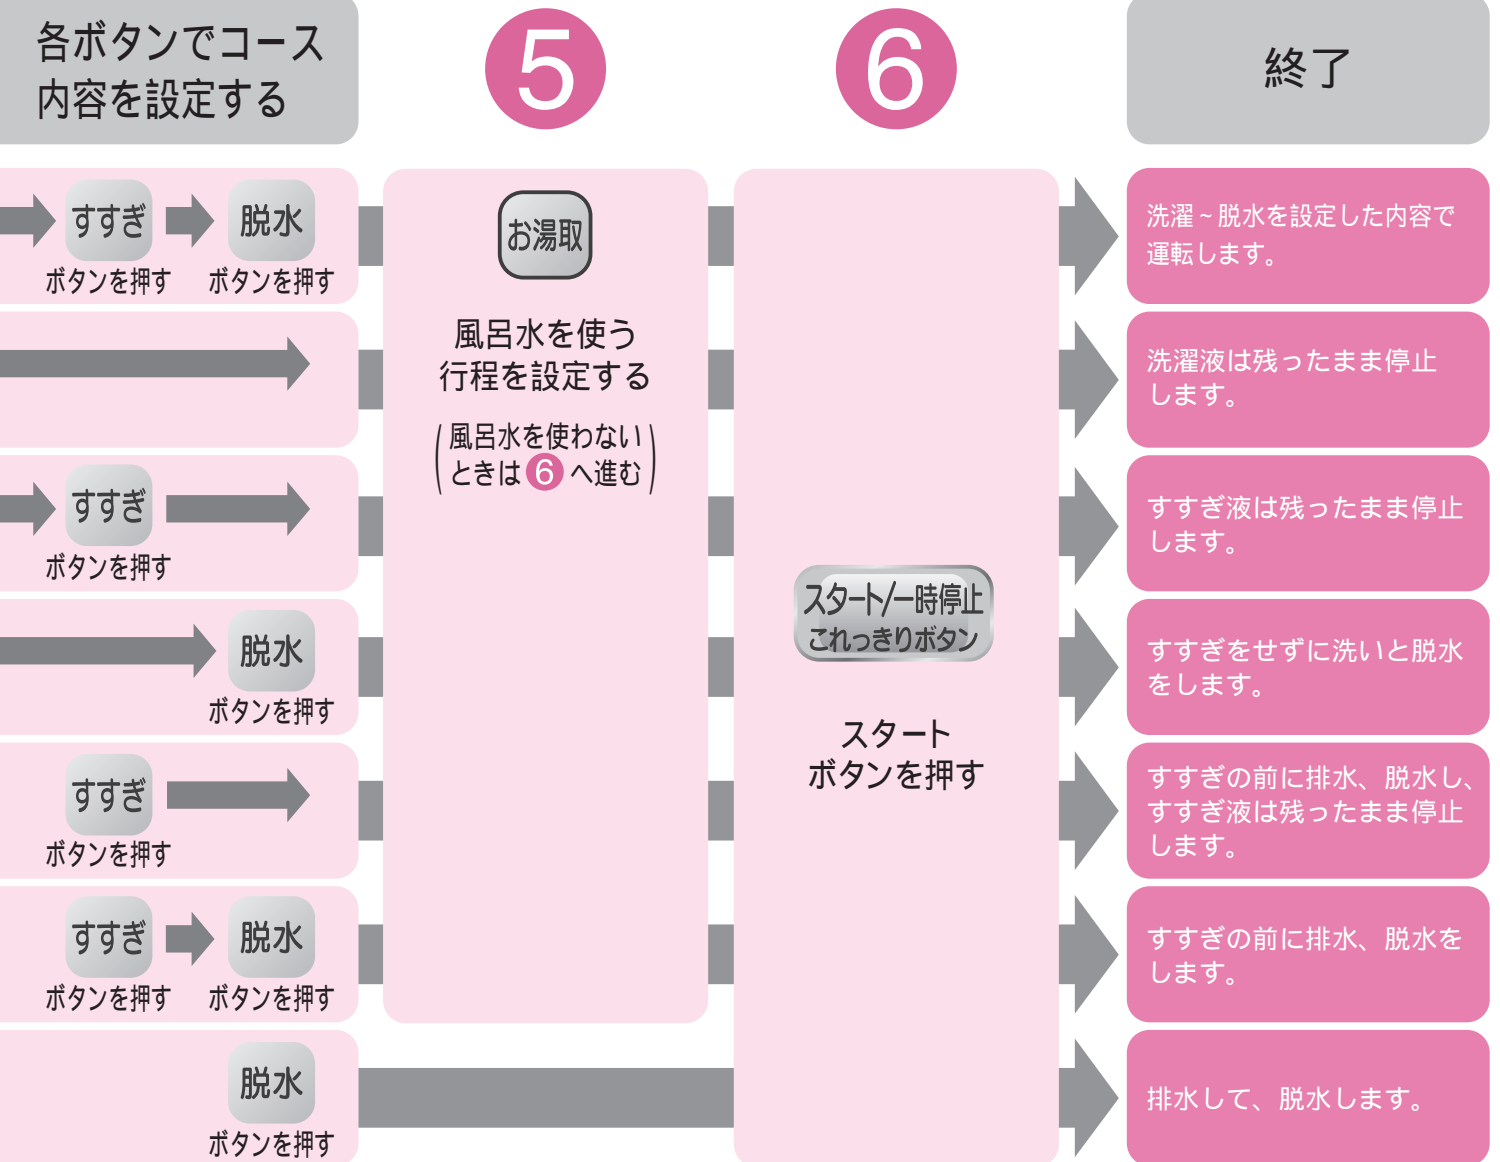 各ボタンでコース
内容を設定する
5
6
終了
すすぎ
ボタンを押す
脱水
ボタンを押す
お湯取
風呂水を使う
行程を設定する
(風呂水を使わない
ときは6へ進む)
スタート/一時停止
これっきりボタン
スタート
ボタンを押す
洗濯~脱水を設定した内容で
運転します。
洗濯液は残ったまま停止
します。
すすぎ
ボタンを押す
すすぎ液は残ったまま停止
します。
脱水
ボタンを押す
すすぎをせずに洗いと脱水
をします。
すすぎ
ボタンを押す
すすぎの前に排水、脱水し、
すすぎ液は残ったまま停止
します。
すすぎ
ボタンを押す
脱水
ボタンを押す
すすぎの前に排水、脱水を
します。
脱水
ボタンを押す
排水して、脱水します。